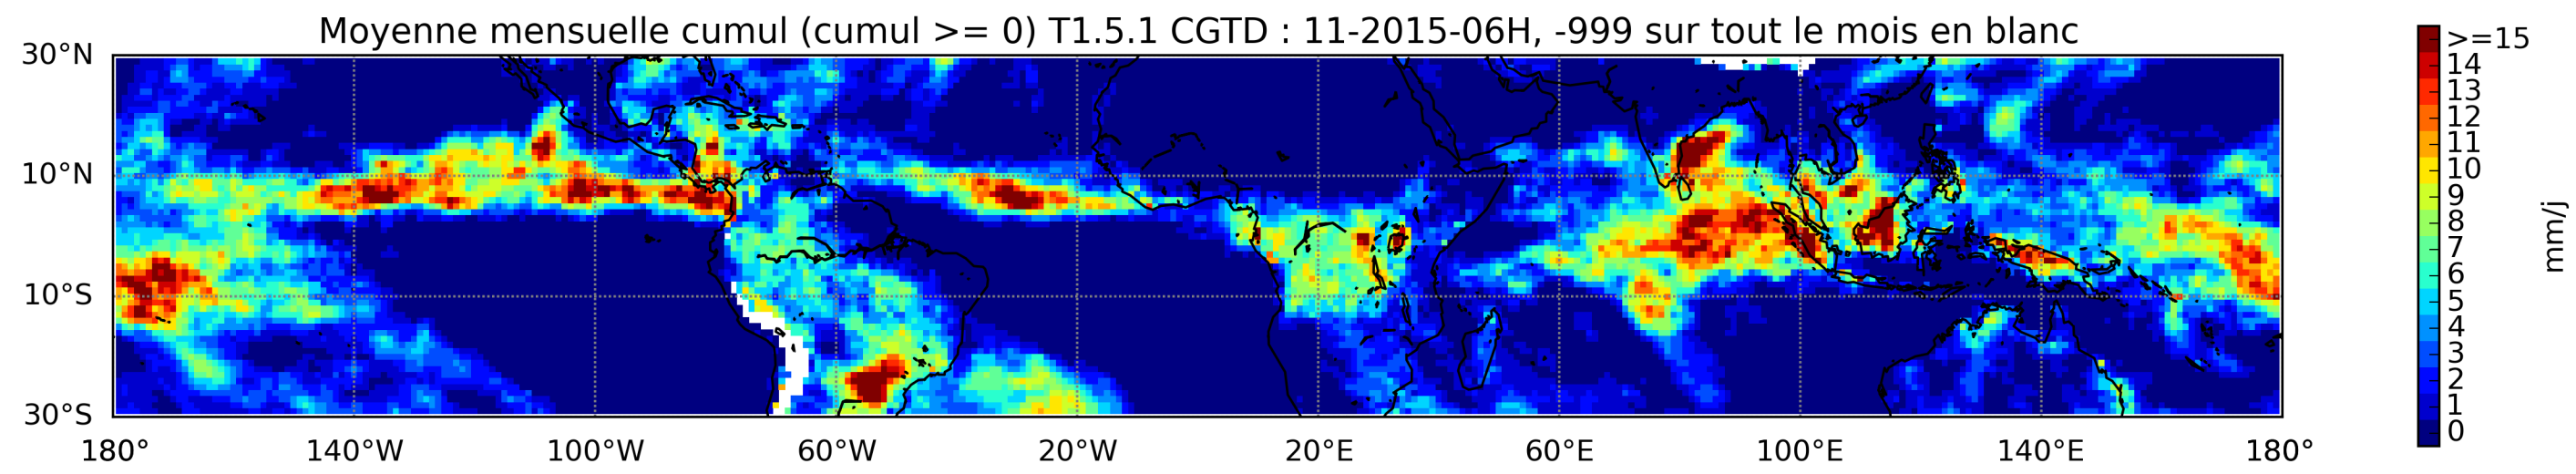 Moyenne mensuelle cumul (cumul >= 0) T1.5.1 CGTD : 11-2015-06H, -999 sur tout le mois en blanc
30°N
10°N
10°S
30°S
180°
140°W
100°W
60°W
20°W
20°E
60°E
100°E
140°E
180°
>=15
14
13
12
11
10
9
8
7
6
5
4
3
2
1
0
mm/j